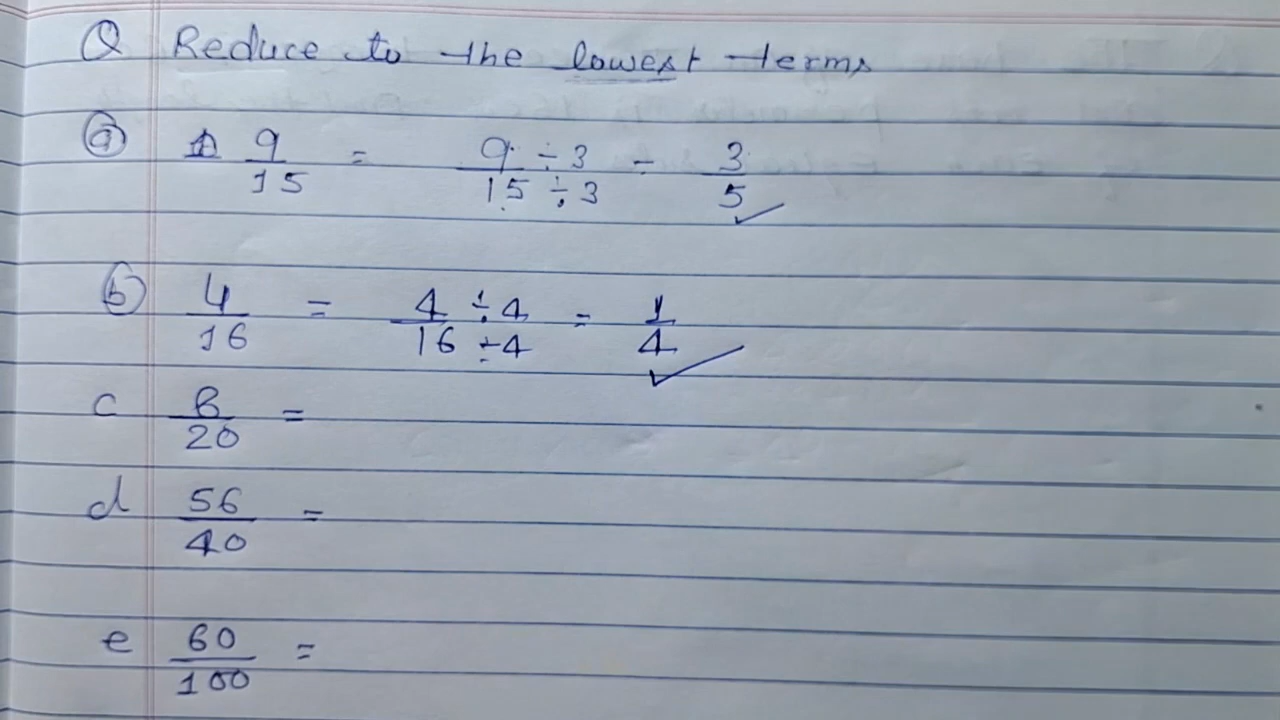 Q Reduce to the lowest terms
(a) 9/15 = 9 ÷ 3 / 15 ÷ 3 = 3/5 ✓
(b) 4/16 = 4 ÷ 4 / 16 ÷ 4 = 1/4 ✓
c 8/20 =
d 56/40 =
e 60/100 =